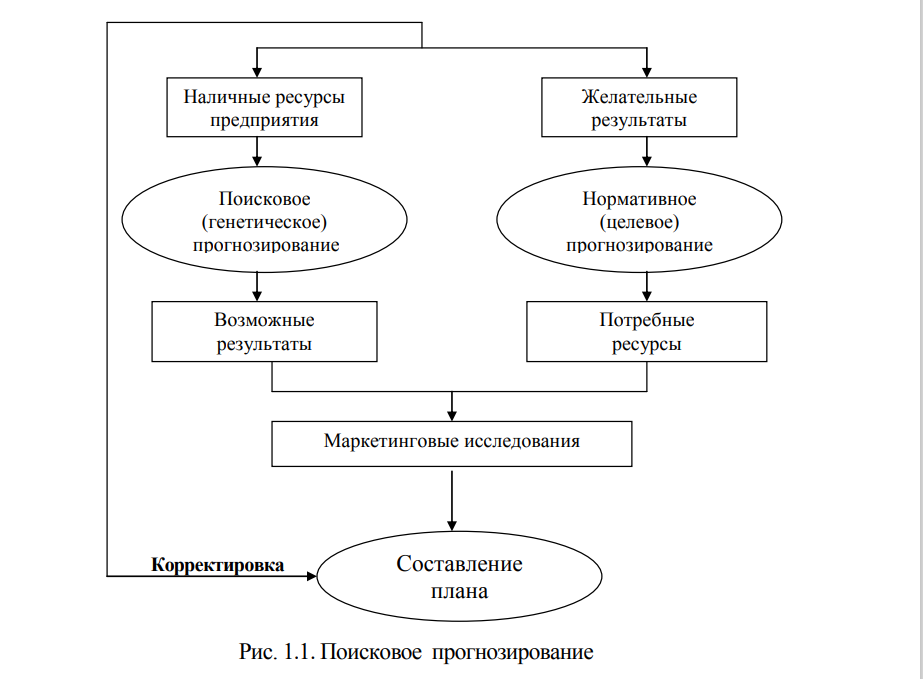 Наличные ресурсы
предприятия
Желательные
результаты
Поисковое
(генетическое)
прогнозирование
Нормативное
(целевое)
прогнозирование
Возможные
результаты
Потребные
ресурсы
Маркетинговые исследования
Корректировка
Составление
плана
Рис. 1.1. Поисковое прогнозирование